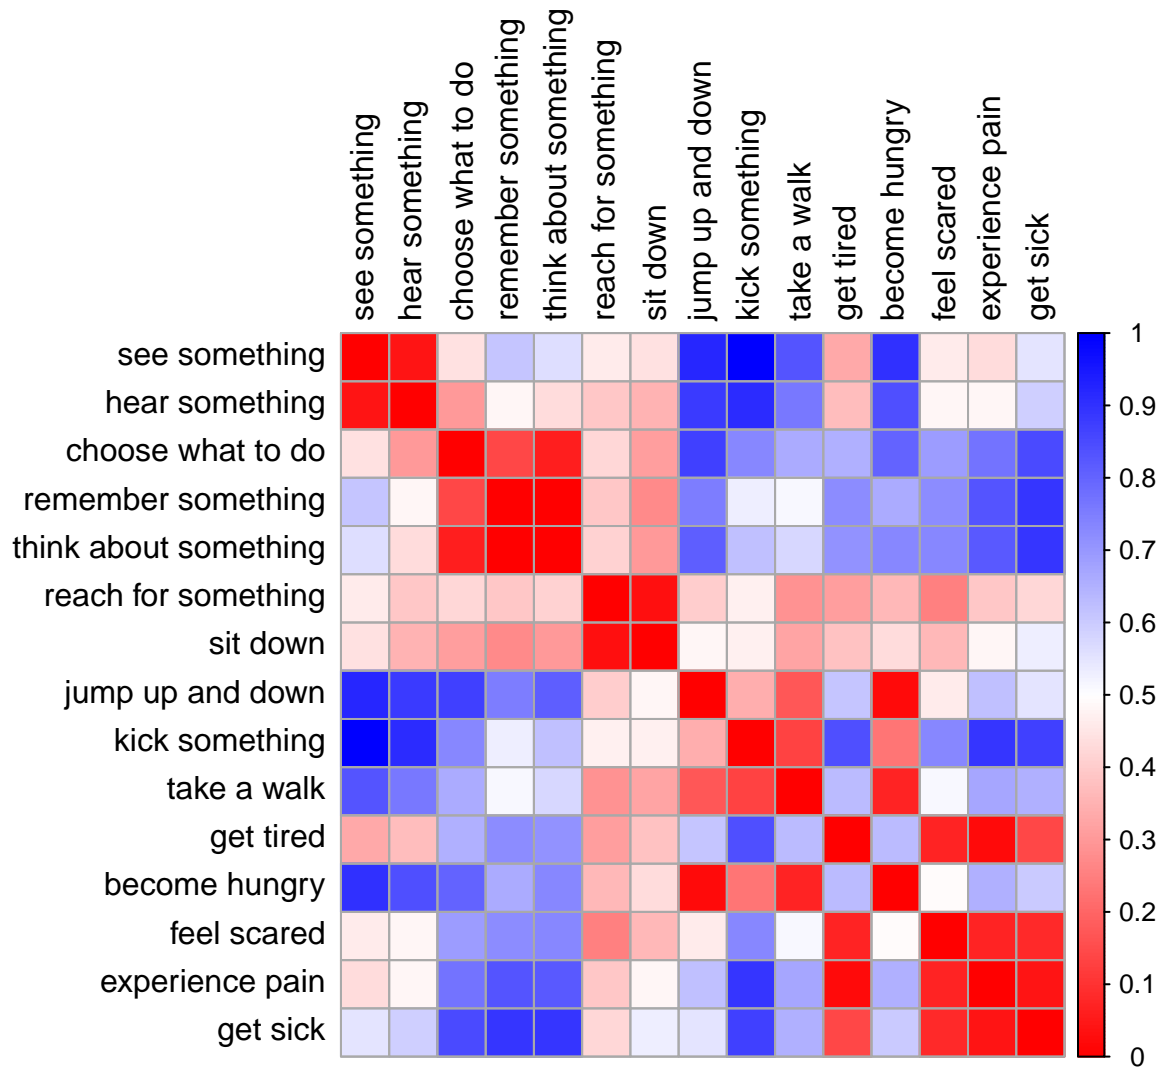 see something
hear something
choose what to do
remember something
think about something
reach for something
sit down
jump up and down
kick something
take a walk
get tired
become hungry
feel scared
experience pain
get sick
see something
hear something
choose what to do
remember something
think about something
reach for something
sit down
jump up and down
kick something
take a walk
get tired
become hungry
feel scared
experience pain
get sick
1
0.9
0.8
0.7
0.6
0.5
0.4
0.3
0.2
0.1
0